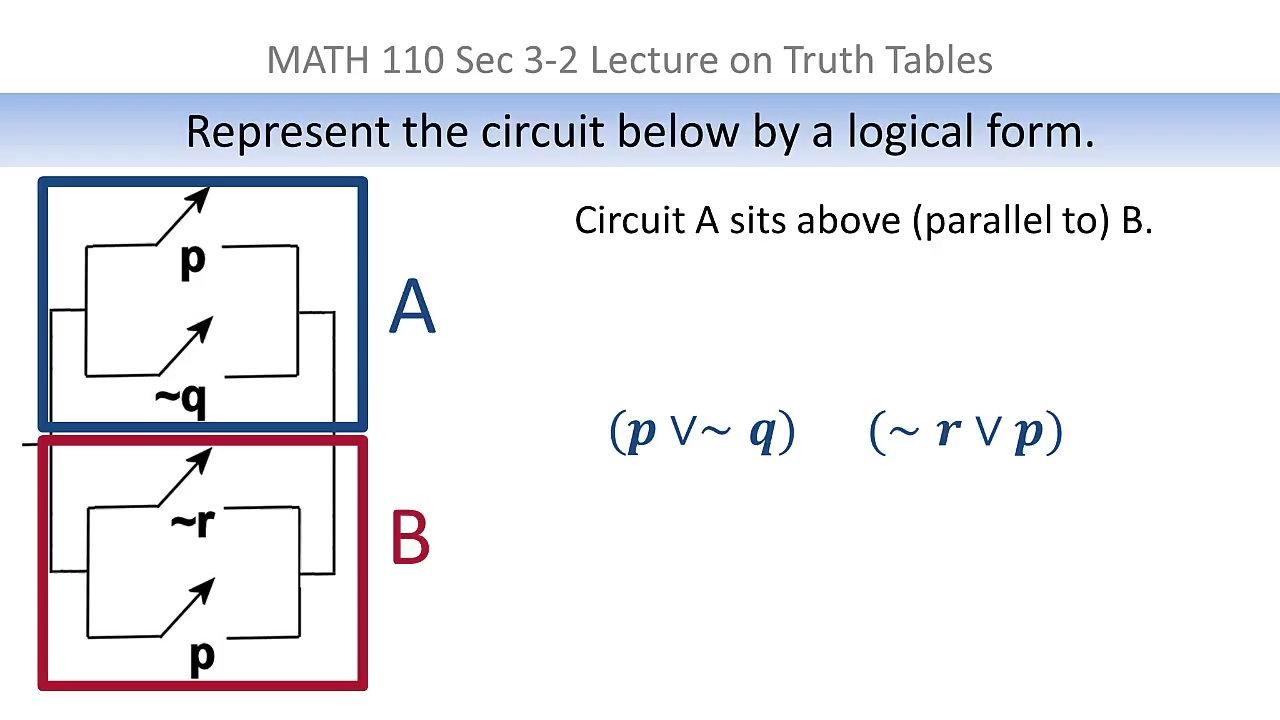 MATH 110 Sec 3-2 Lecture on Truth Tables
Represent the circuit below by a logical form.
Circuit A sits above (parallel to) B.
p
A
~q
(p ∨~ q) (~ r ∨ p)
~r
B
p